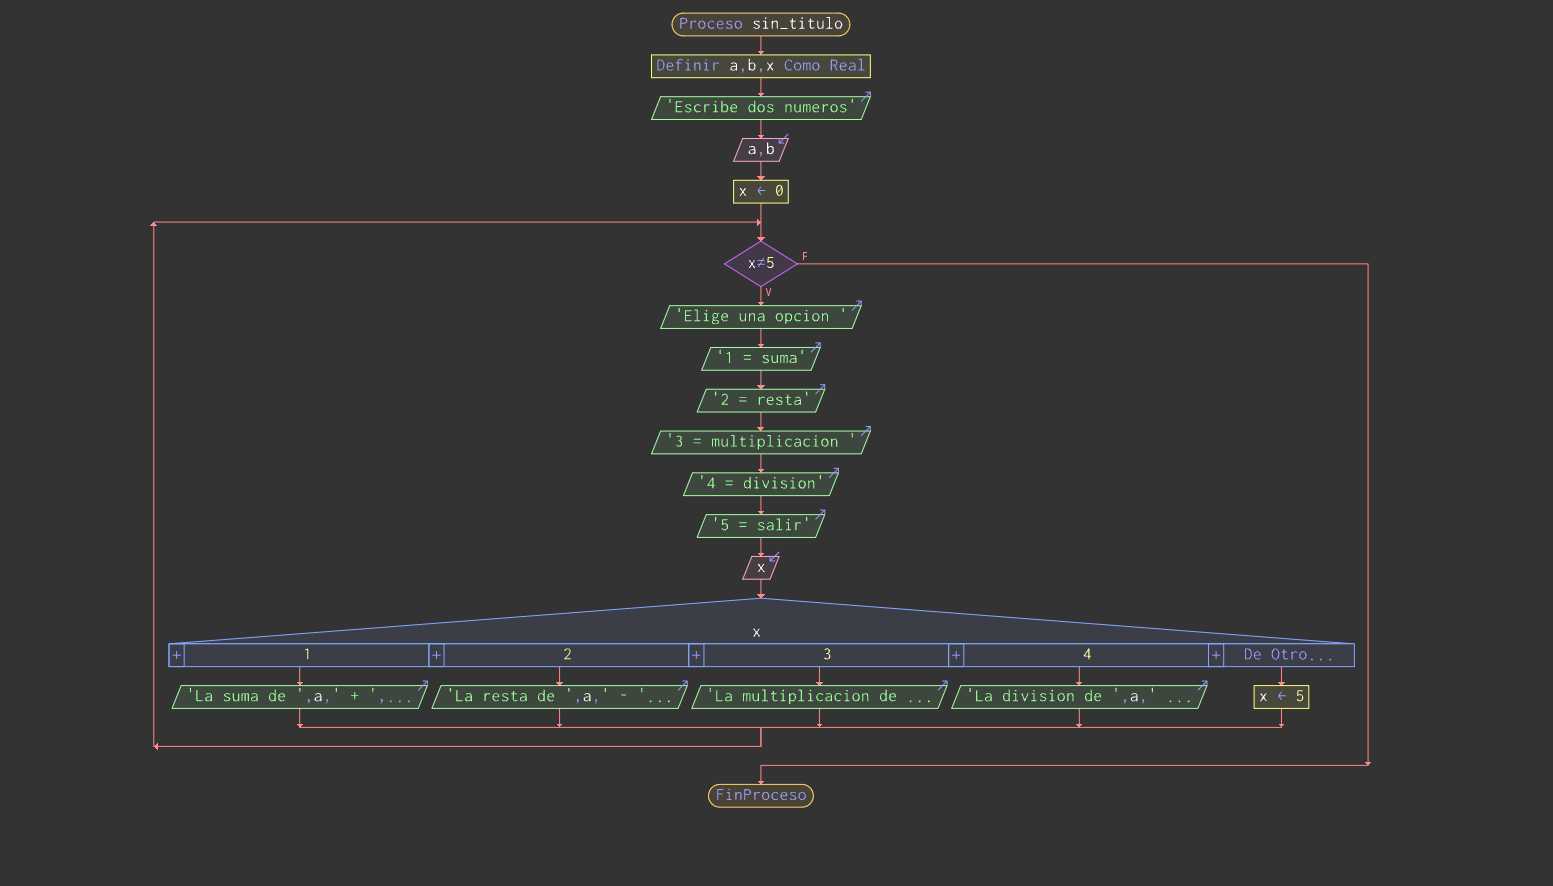 Proceso sin_titulo
Definir a,b,x Como Real
'Escribe dos numeros'
a,b
x ← 0
x≠5
F
V
'Elige una opcion '
'1 = suma'
'2 = resta'
'3 = multiplicacion '
'4 = division'
'5 = salir'
x
x
+ 1 + 2 + 3 + 4 + De Otro...
'La suma de ',a,' + ',... 'La resta de ',a,' - '... 'La multiplicacion de ... 'La division de ',a,' ... x ← 5
FinProceso